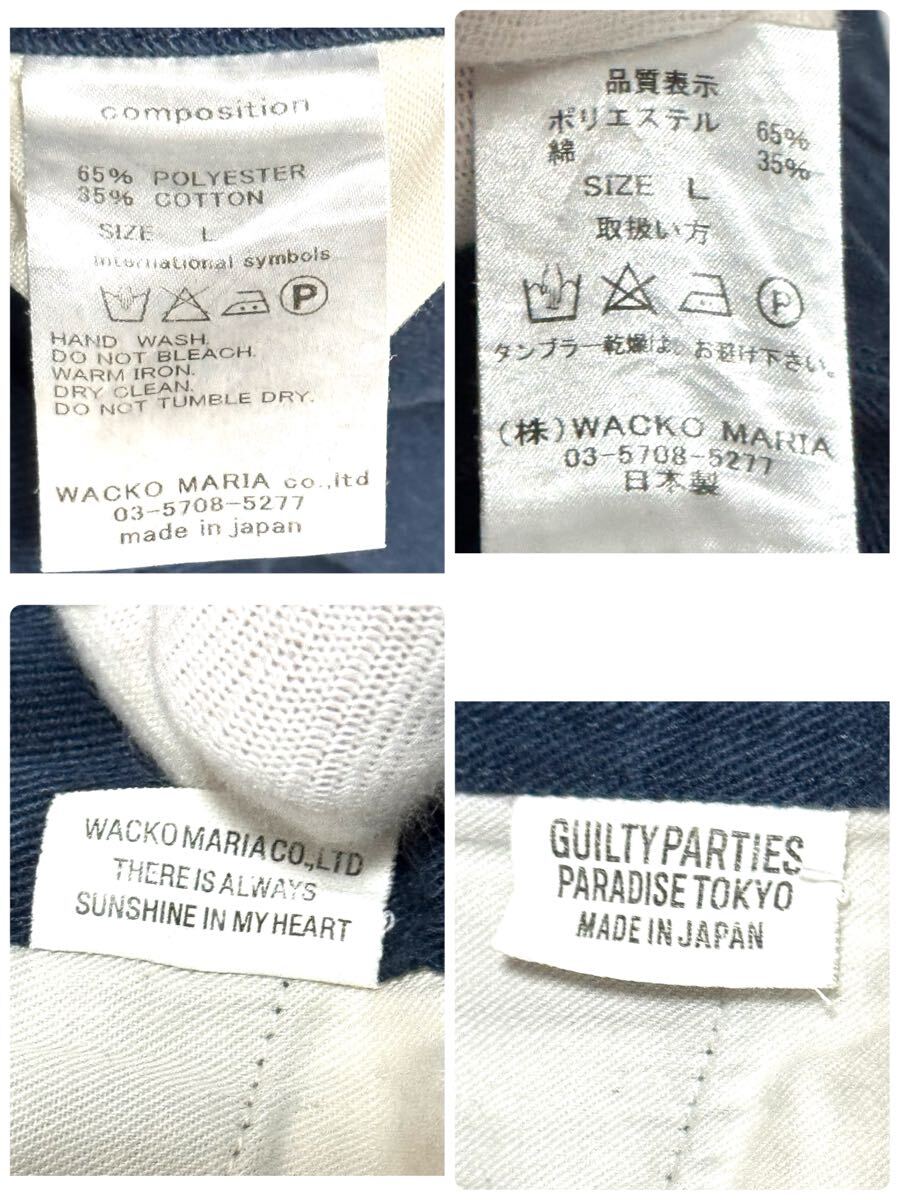 composition
65% POLYESTER
35% COTTON
SIZE L
international symbols
P
HAND WASH.
DO NOT BLEACH.
WARM IRON.
DRY CLEAN.
DO NOT TUMBLE DRY.
WACKO MARIA co.,ltd
03-5708-5277
made in japan
品質表示
ポリエステル 65%
綿 35%
SIZE L
取扱い方
P
タンブラー乾燥は、お避け下さい。
(株)WACKO MARIA
03-5708-5277
日本製
WACKOMARIA CO.,LTD
THERE IS ALWAYS
SUNSHINE IN MY HEART
GUILTY PARTIES
PARADISE TOKYO
MADE IN JAPAN